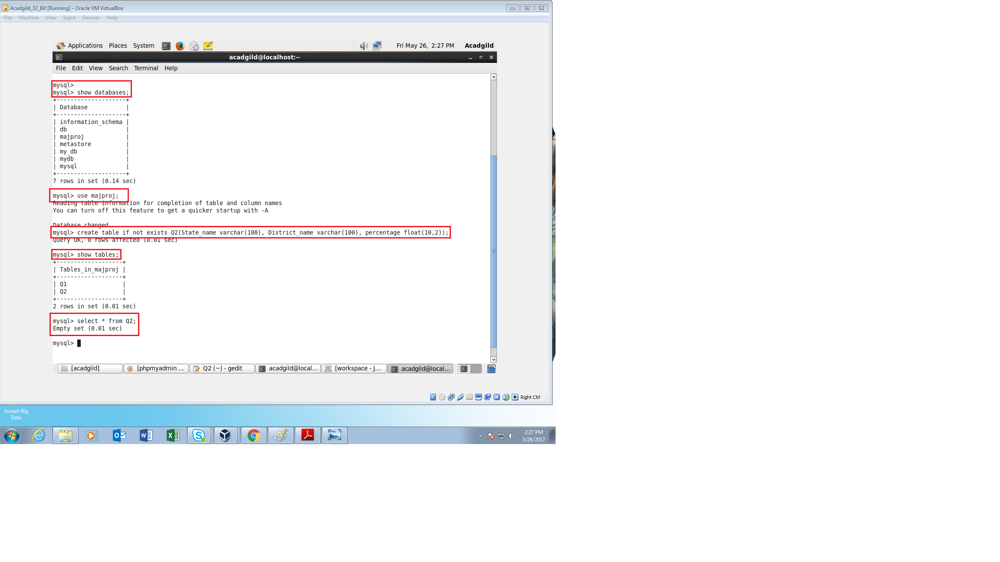 Acadgild_32_Bit [Running] - Oracle VM VirtualBox
File Machine View Input Devices Help
Applications Places System Fri May 26, 2:27 PM Acadgild
acadgild@localhost:~
File Edit View Search Terminal Help
mysql>
mysql> show databases;
+--------------------+
| Database           |
+--------------------+
| information_schema |
| db                 |
| majproj            |
| metastore          |
| my_db              |
| mydb               |
| mysql              |
+--------------------+
7 rows in set (0.14 sec)
mysql> use majproj;
Reading table information for completion of table and column names
You can turn off this feature to get a quicker startup with -A
Database changed
mysql> create table if not exists Q2(State_name varchar(100), District_name varchar(100), percentage float(10,2));
Query OK, 0 rows affected (0.01 sec)
mysql> show tables;
+-------------------+
| Tables_in_majproj |
+-------------------+
| Q1                |
| Q2                |
+-------------------+
2 rows in set (0.01 sec)
mysql> select * from Q2;
Empty set (0.01 sec)
mysql>
[acadgild] [phpmyadmin ... Q2 (~) - gedit acadgild@local... [workspace - J... acadgild@local...
Right Ctrl
Joseph Big
Data
2:27 PM
5/26/2017